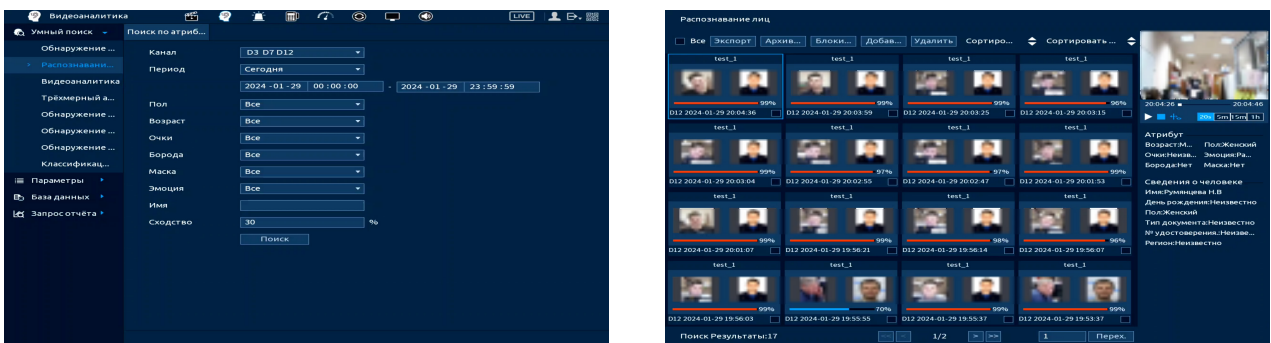 Видеоаналитика
LIVE
Умный поиск
Поиск по атриб...
Обнаружение ...
Распознавани...
Видеоаналитика
Трёхмерный а...
Обнаружение ...
Обнаружение ...
Обнаружение ...
Классификац...
Параметры
База данных
Запрос отчёта
Канал D3 D7 D12
Период Сегодня
2024 -01 -29 00 :00 :00 - 2024 -01 -29 23 : 59 : 59
Пол Все
Возраст Все
Очки Все
Борода Все
Маска Все
Эмоция Все
Имя
Сходство 30 %
Поиск
Распознавание лиц
Все Экспорт Архив... Блоки... Добав... Удалить Сортиро... Сортировать ...
test_1 test_1 test_1 test_1
99% 99% 99% 96%
D12 2024-01-29 20:04:36 D12 2024-01-29 20:03:59 D12 2024-01-29 20:03:25 D12 2024-01-29 20:03:15
test_1 test_1 test_1 test_1
99% 97% 97% 99%
D12 2024-01-29 20:03:04 D12 2024-01-29 20:02:55 D12 2024-01-29 20:02:47 D12 2024-01-29 20:01:53
test_1 test_1 test_1 test_1
99% 99% 98% 96%
D12 2024-01-29 20:01:07 D12 2024-01-29 19:56:21 D12 2024-01-29 19:56:14 D12 2024-01-29 19:56:07
test_1 test_1 test_1 test_1
99% 70% 99% 99%
D12 2024-01-29 19:56:03 D12 2024-01-29 19:55:55 D12 2024-01-29 19:55:37 D12 2024-01-29 19:53:37
Поиск Результаты:17 << < 1/2 > >> 1 Перех.
20:04:26 20:04:46
20s 5m 15m 1h
Атрибут
Возраст:М... Пол:Женский
Очки:Неизв... Эмоция:Ра...
Борода:Нет Маска:Нет
Сведения о человеке
Имя:Румянцева Н.В
День рождения:Неизвестно
Пол:Женский
Тип документа:Неизвестно
№ удостоверения.:Неизве...
Регион:Неизвестно